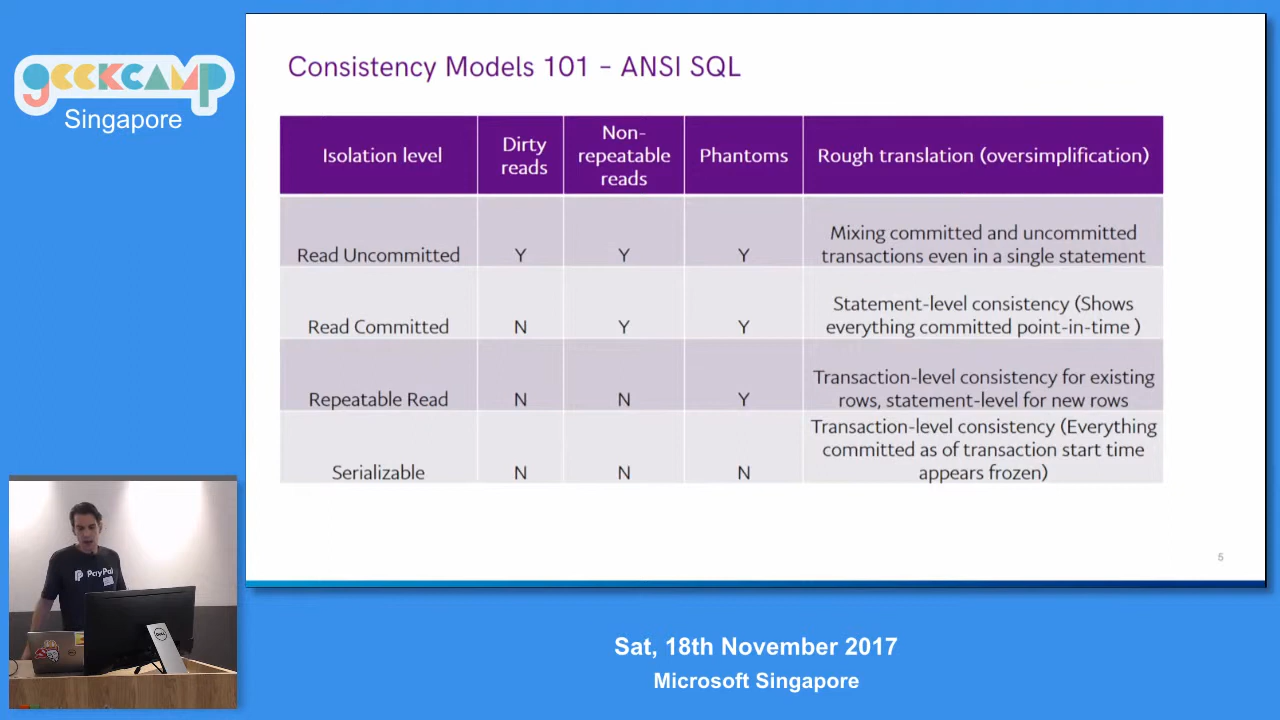 geekcamp
Singapore
Consistency Models 101 – ANSI SQL
Isolation level
Dirty
reads
Non-
repeatable
reads
Phantoms
Rough translation (oversimplification)
Read Uncommitted
Y
Y
Y
Mixing committed and uncommitted
transactions even in a single statement
Read Committed
N
Y
Y
Statement-level consistency (Shows
everything committed point-in-time )
Repeatable Read
N
N
Y
Transaction-level consistency for existing
rows, statement-level for new rows
Serializable
N
N
N
Transaction-level consistency (Everything
committed as of transaction start time
appears frozen)
5
PayPal
DELL
Sat, 18th November 2017
Microsoft Singapore